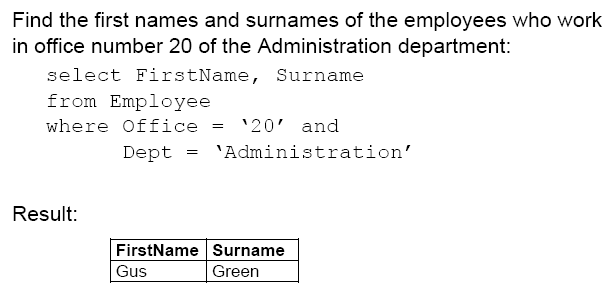 Find the first names and surnames of the employees who work
in office number 20 of the Administration department:
select FirstName, Surname
from Employee
where Office = ‘20’ and
Dept = ‘Administration’
Result:
FirstName Surname
Gus Green